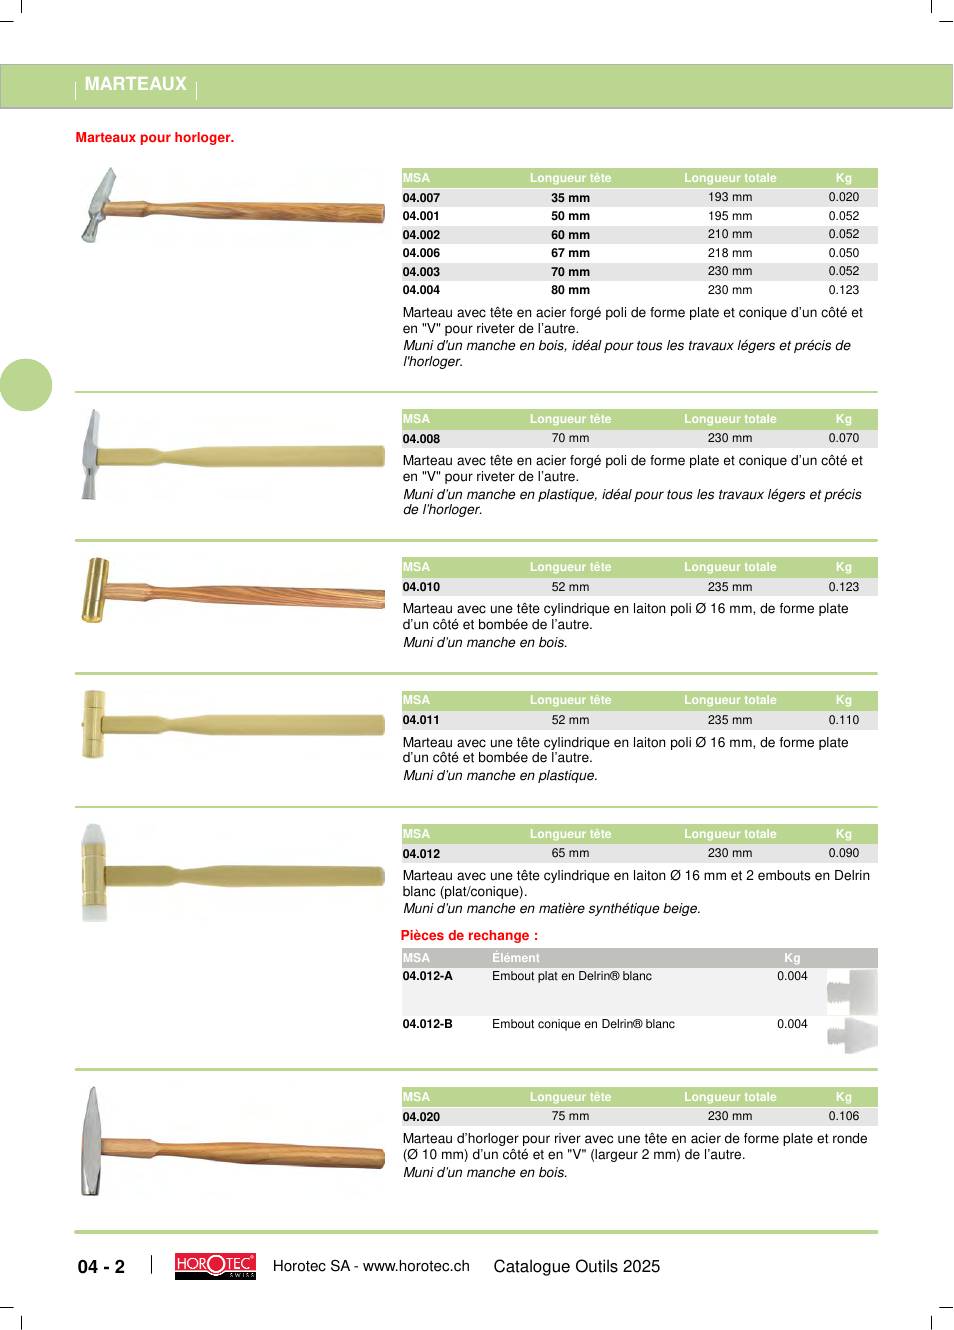 MARTEAUX
Marteaux pour horloger.
MSA Longueur tête Longueur totale Kg
04.007 35 mm 193 mm 0.020
04.001 50 mm 195 mm 0.052
04.002 60 mm 210 mm 0.052
04.006 67 mm 218 mm 0.050
04.003 70 mm 230 mm 0.052
04.004 80 mm 230 mm 0.123
Marteau avec tête en acier forgé poli de forme plate et conique d’un côté et
en "V" pour riveter de l’autre.
Muni d'un manche en bois, idéal pour tous les travaux légers et précis de
l'horloger.
MSA Longueur tête Longueur totale Kg
04.008 70 mm 230 mm 0.070
Marteau avec tête en acier forgé poli de forme plate et conique d’un côté et
en "V" pour riveter de l’autre.
Muni d’un manche en plastique, idéal pour tous les travaux légers et précis
de l’horloger.
MSA Longueur tête Longueur totale Kg
04.010 52 mm 235 mm 0.123
Marteau avec une tête cylindrique en laiton poli Ø 16 mm, de forme plate
d’un côté et bombée de l’autre.
Muni d’un manche en bois.
MSA Longueur tête Longueur totale Kg
04.011 52 mm 235 mm 0.110
Marteau avec une tête cylindrique en laiton poli Ø 16 mm, de forme plate
d’un côté et bombée de l’autre.
Muni d’un manche en plastique.
MSA Longueur tête Longueur totale Kg
04.012 65 mm 230 mm 0.090
Marteau avec une tête cylindrique en laiton Ø 16 mm et 2 embouts en Delrin
blanc (plat/conique).
Muni d’un manche en matière synthétique beige.
Pièces de rechange :
MSA Élément Kg
04.012-A Embout plat en Delrin® blanc 0.004
04.012-B Embout conique en Delrin® blanc 0.004
MSA Longueur tête Longueur totale Kg
04.020 75 mm 230 mm 0.106
Marteau d’horloger pour river avec une tête en acier de forme plate et ronde
(Ø 10 mm) d’un côté et en "V" (largeur 2 mm) de l’autre.
Muni d’un manche en bois.
04 - 2 HOROTEC® SWISS Horotec SA - www.horotec.ch Catalogue Outils 2025